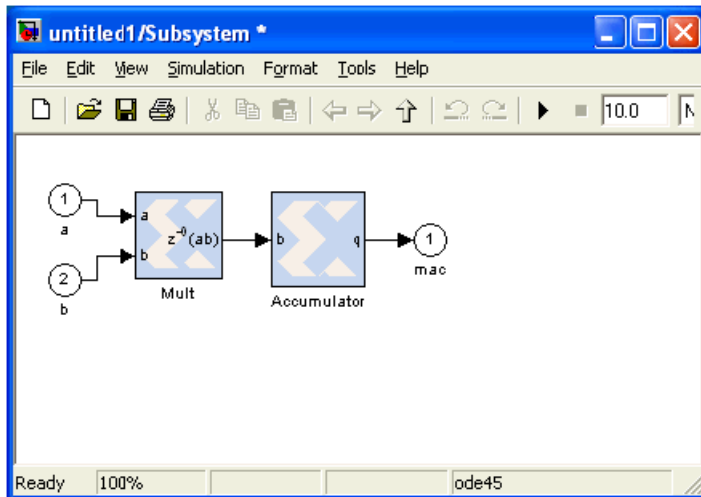 untitled1/Subsystem *
File Edit View Simulation Format Tools Help
10.0 N
1
a
a
z⁻⁰(ab)
b
q
1
b
2
mac
b
Mult
Accumulator
Ready 100% ode45